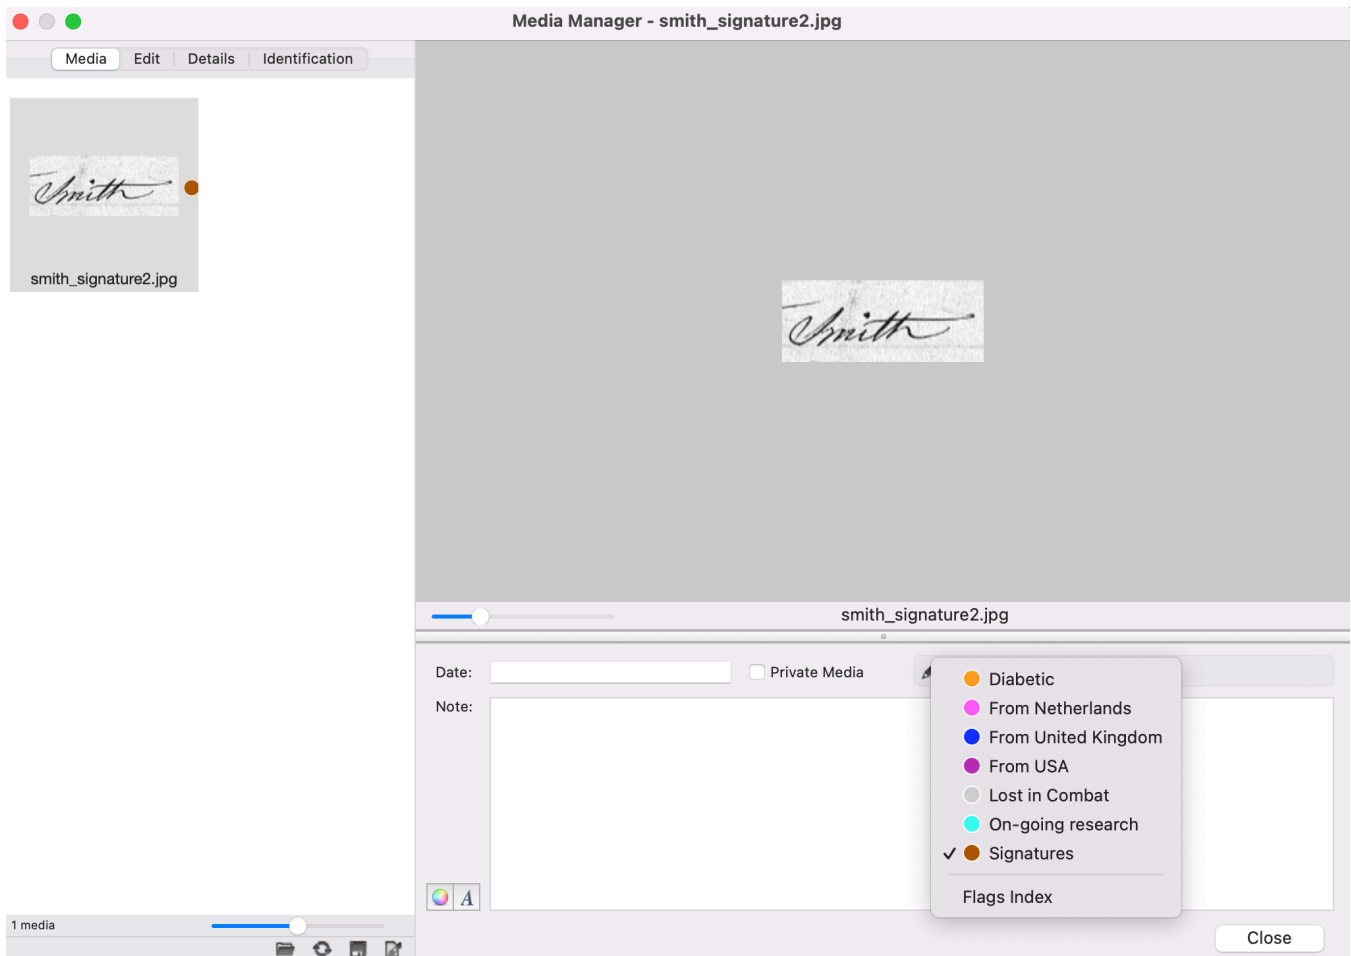 Media Manager - smith_signature2.jpg
Media Edit Details Identification
Smith
smith_signature2.jpg
Smith
smith_signature2.jpg
Date:
Private Media
Note:
Diabetic
From Netherlands
From United Kingdom
From USA
Lost in Combat
On-going research
✓ Signatures
Flags Index
A
1 media
Close